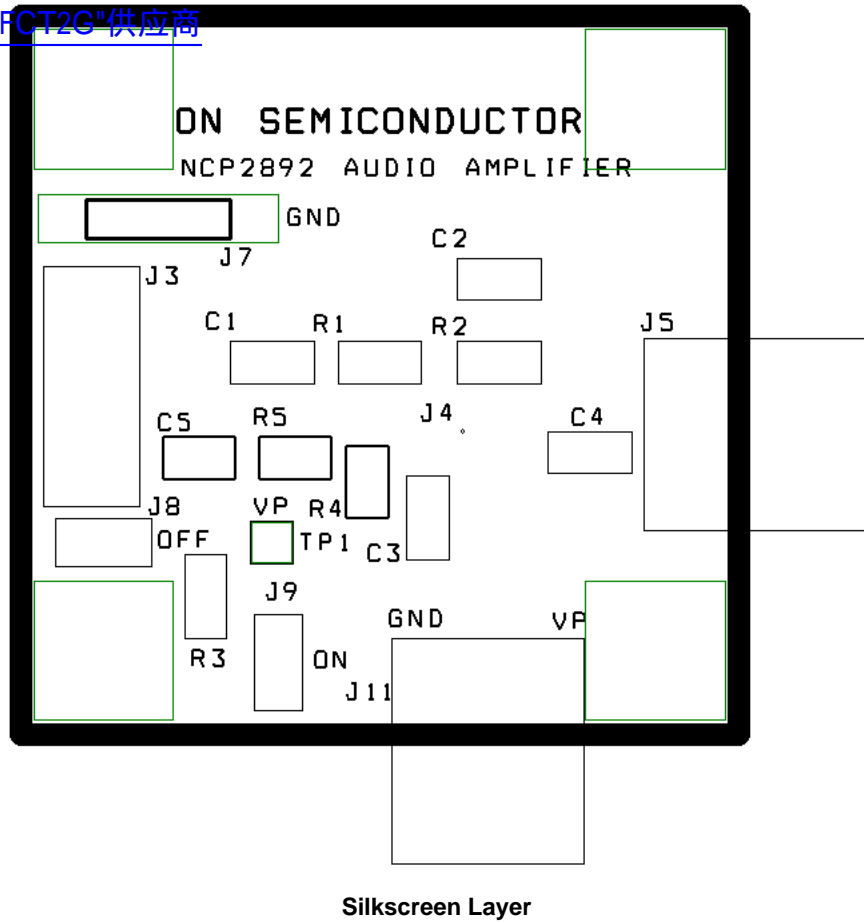 FCT2G"供应商
ON SEMICONDUCTOR
NCP2892 AUDIO AMPLIFIER
GND
J7
C2
J3
C1
R1
R2
J5
C5
R5
J4
C4
J8
VP
R4
OFF
TP1
C3
J9
GND
VP
R3
ON
J11
Silkscreen Layer